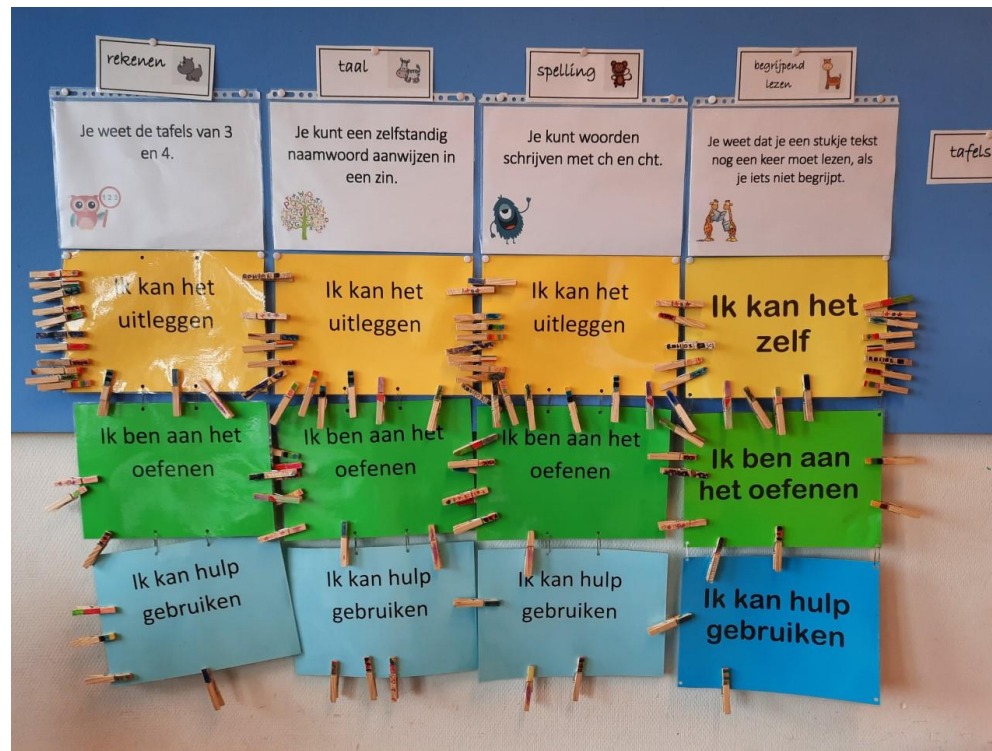 rekenen
taal
spelling
begrijpend
lezen
tafels
Je weet de tafels van 3
en 4.
1 2 3
Je kunt een zelfstandig
naamwoord aanwijzen in
een zin.
Je kunt woorden
schrijven met ch en cht.
Je weet dat je een stukje tekst
nog een keer moet lezen, als
je iets niet begrijpt.
Ik kan het
uitleggen
Ik kan het
uitleggen
Ik kan het
uitleggen
Ik kan het
zelf
Ik ben aan het
oefenen
Ik ben aan het
oefenen
Ik ben aan het
oefenen
Ik ben aan
het oefenen
Ik kan hulp
gebruiken
Ik kan hulp
gebruiken
Ik kan hulp
gebruiken
Ik kan hulp
gebruiken